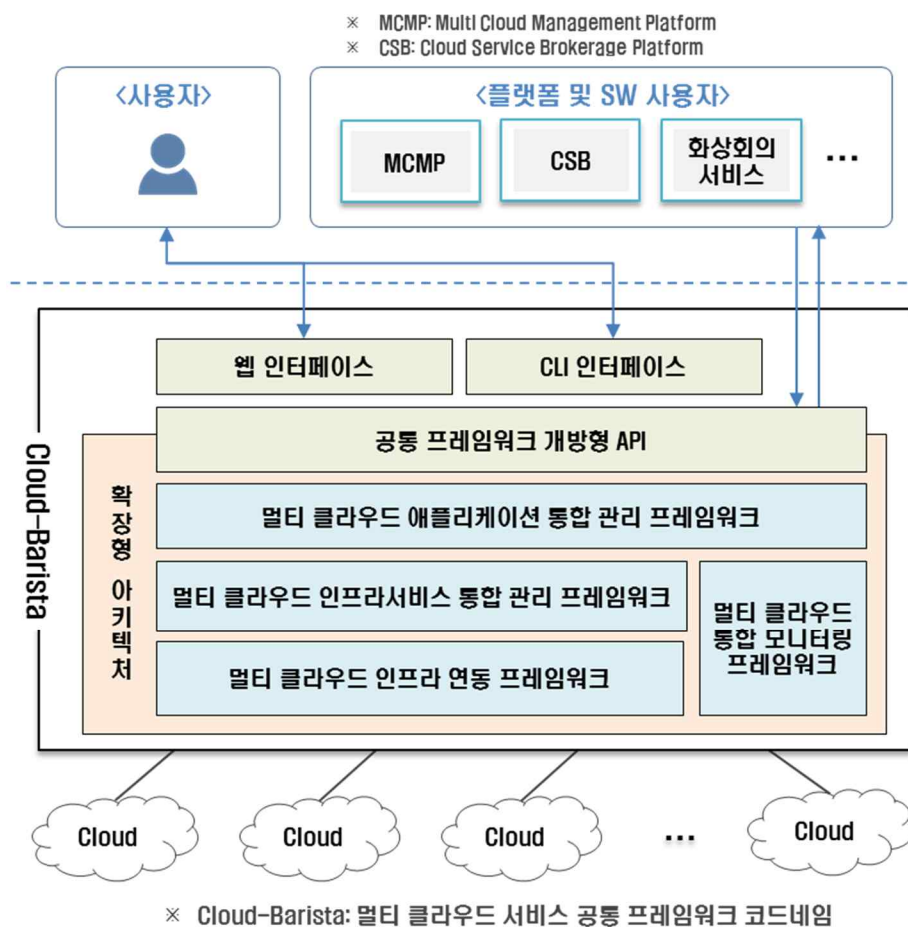 ※ MCMP: Multi Cloud Management Platform
※ CSB: Cloud Service Brokerage Platform
<사용자>
<플랫폼 및 SW 사용자>
MCMP
CSB
화상회의
서비스
...
웹 인터페이스
CLI 인터페이스
Cloud-Barista
공통 프레임워크 개방형 API
확장형 아키텍처
멀티 클라우드 애플리케이션 통합 관리 프레임워크
멀티 클라우드 인프라서비스 통합 관리 프레임워크
멀티 클라우드 인프라 연동 프레임워크
멀티 클라우드
통합 모니터링
프레임워크
Cloud
Cloud
Cloud
...
Cloud
※ Cloud-Barista: 멀티 클라우드 서비스 공통 프레임워크 코드네임